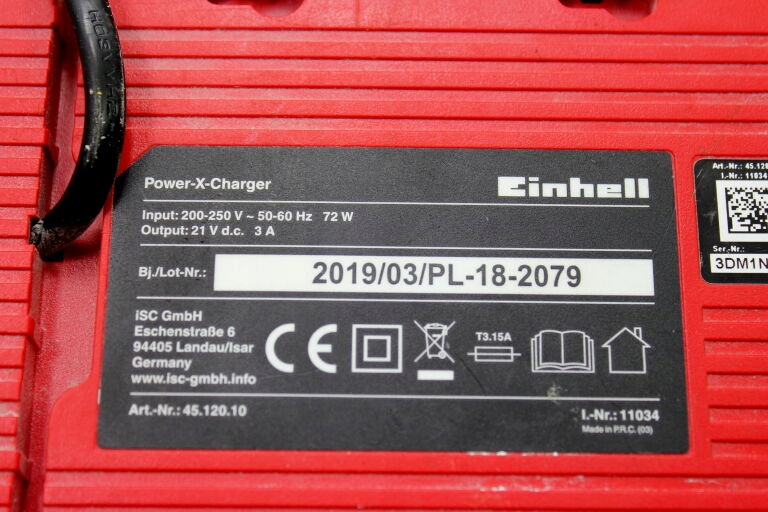 Power-X-Charger
Einhell
Input: 200-250 V ~ 50-60 Hz 72 W
Output: 21 V d.c. 3 A
Bj./Lot-Nr.: 2019/03/PL-18-2079
iSC GmbH
Eschenstraße 6
94405 Landau/Isar
Germany
www.isc-gmbh.info
CE
T3.15A
Art.-Nr.: 45.120.10
I.-Nr.: 11034
Made in P.R.C. (03)
Art.-Nr.: 45.120
I.-Nr.: 11034
Ser.-Nr.:
3DM1N